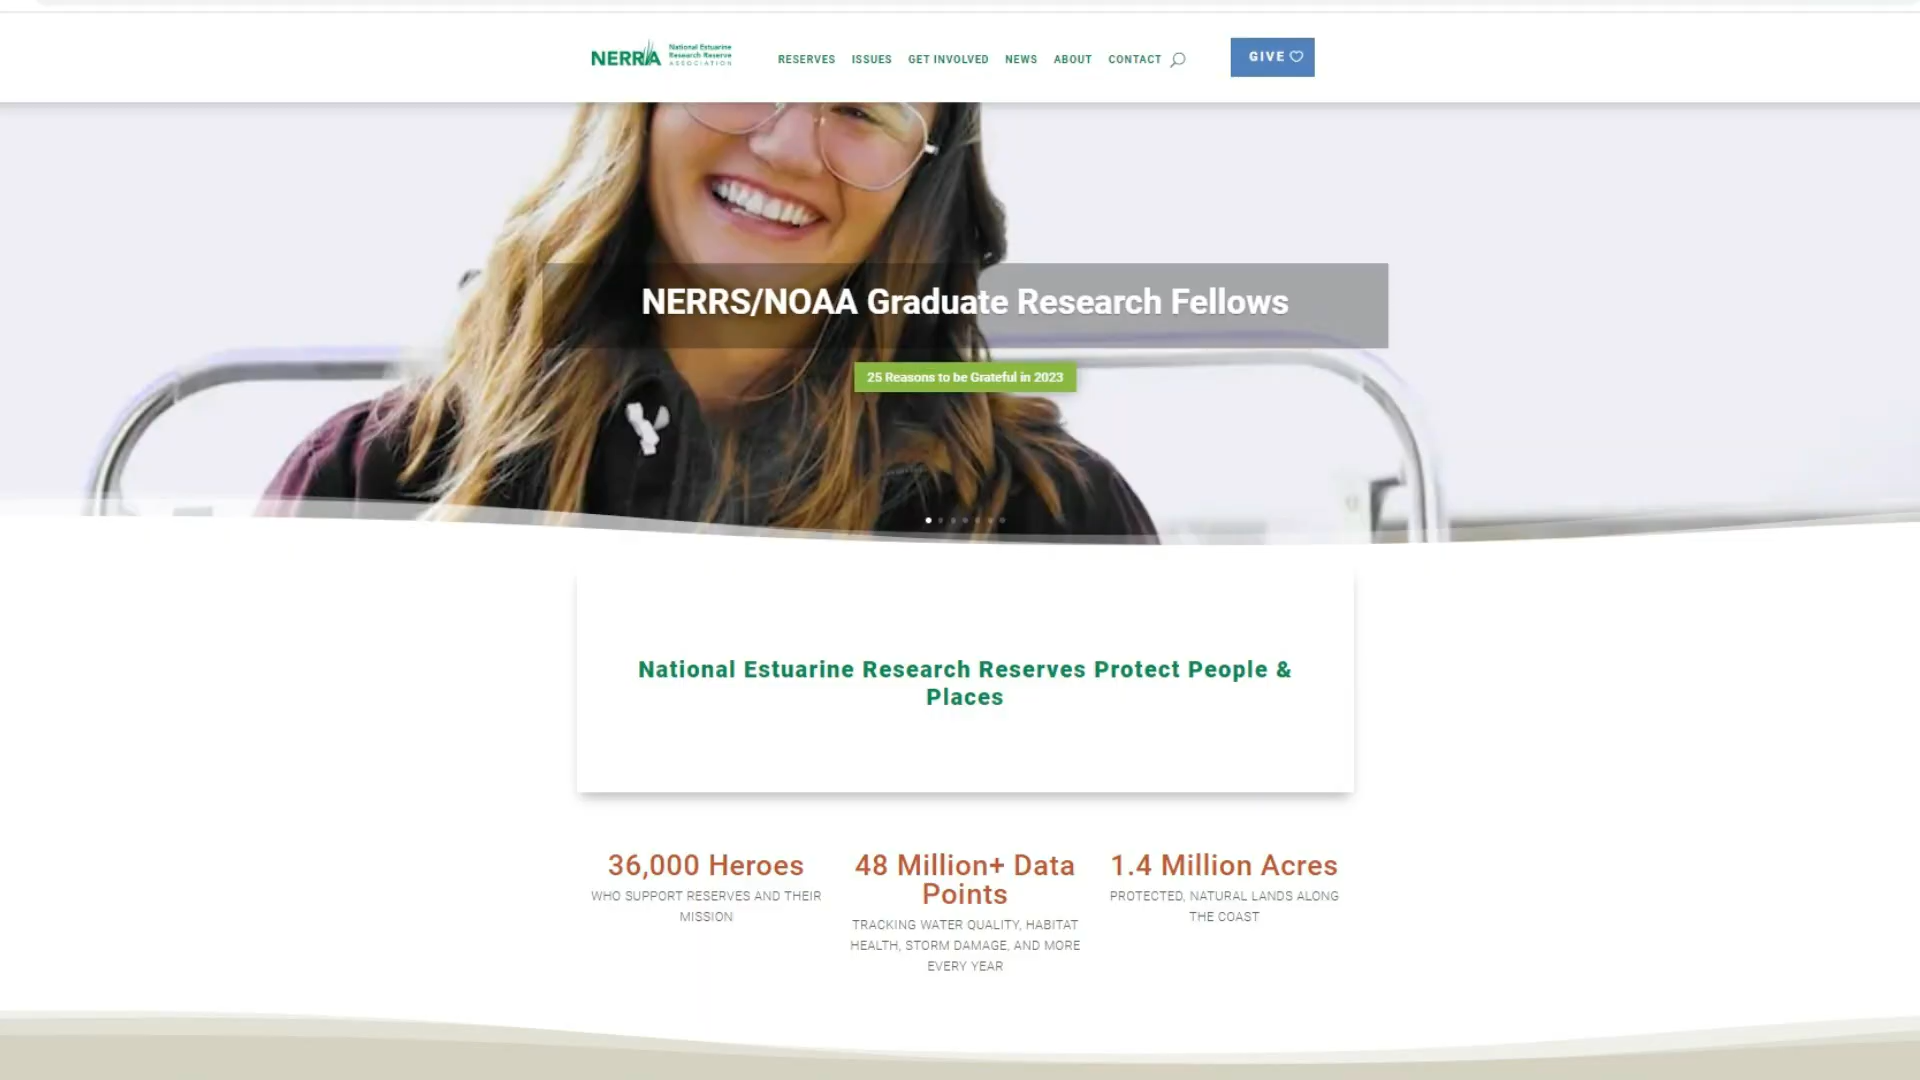 NERRA National Estuarine
Research Reserve
ASSOCIATION
RESERVES ISSUES GET INVOLVED NEWS ABOUT CONTACT
GIVE
NERRS/NOAA Graduate Research Fellows
25 Reasons to be Grateful in 2023
National Estuarine Research Reserves Protect People &
Places
36,000 Heroes
WHO SUPPORT RESERVES AND THEIR
MISSION
48 Million+ Data
Points
TRACKING WATER QUALITY, HABITAT
HEALTH, STORM DAMAGE, AND MORE
EVERY YEAR
1.4 Million Acres
PROTECTED, NATURAL LANDS ALONG
THE COAST